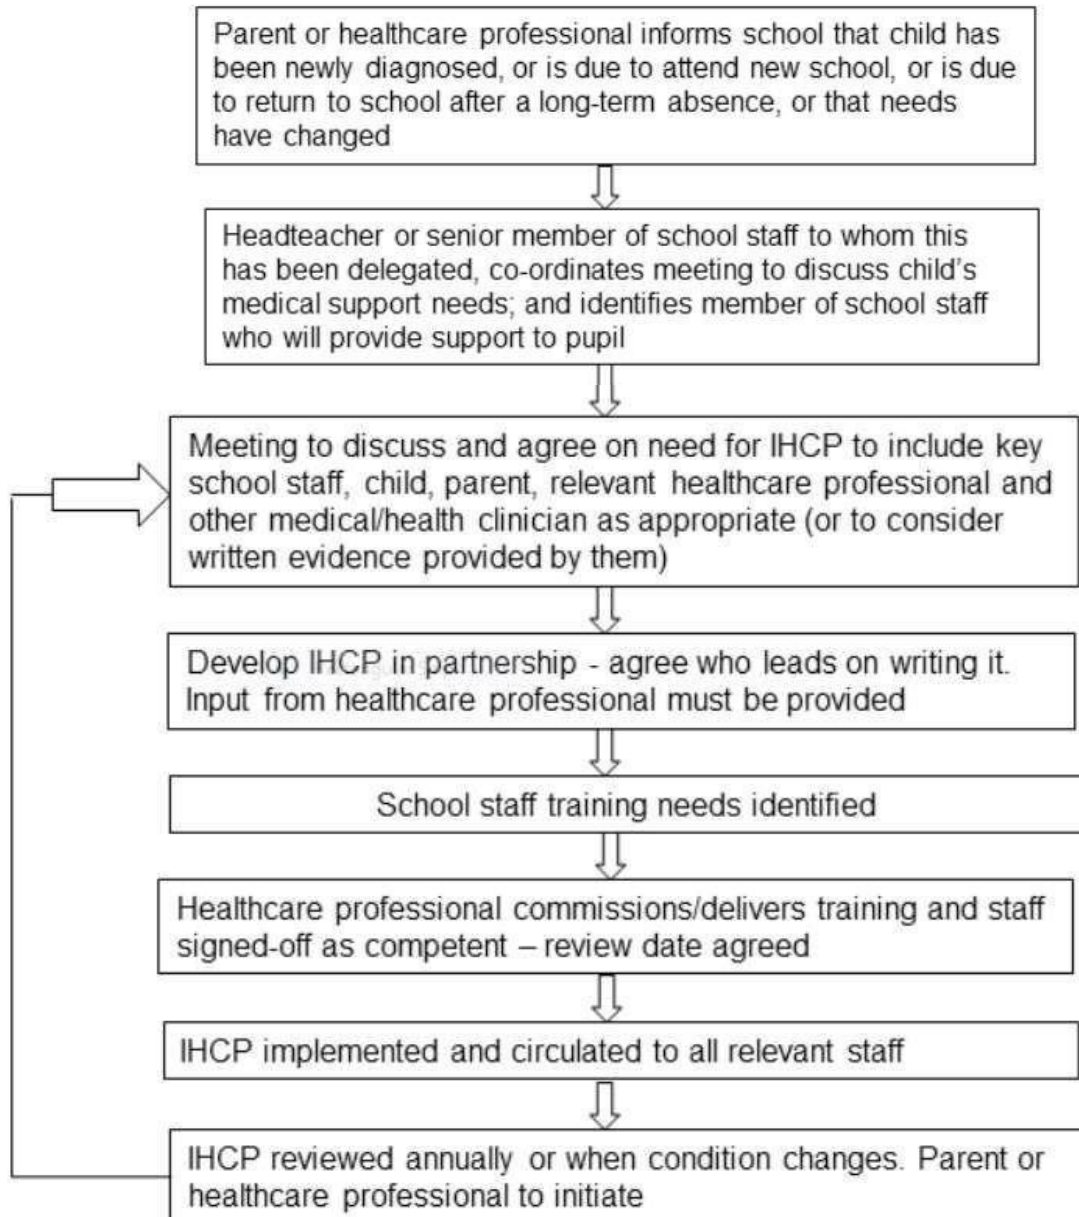 Parent or healthcare professional informs school that child has
been newly diagnosed, or is due to attend new school, or is due
to return to school after a long-term absence, or that needs
have changed
Headteacher or senior member of school staff to whom this
has been delegated, co-ordinates meeting to discuss child's
medical support needs; and identifies member of school staff
who will provide support to pupil
Meeting to discuss and agree on need for IHCP to include key
school staff, child, parent, relevant healthcare professional and
other medical/health clinician as appropriate (or to consider
written evidence provided by them)
Develop IHCP in partnership - agree who leads on writing it.
Input from healthcare professional must be provided
School staff training needs identified
Healthcare professional commissions/delivers training and staff
signed-off as competent – review date agreed
IHCP implemented and circulated to all relevant staff
IHCP reviewed annually or when condition changes. Parent or
healthcare professional to initiate